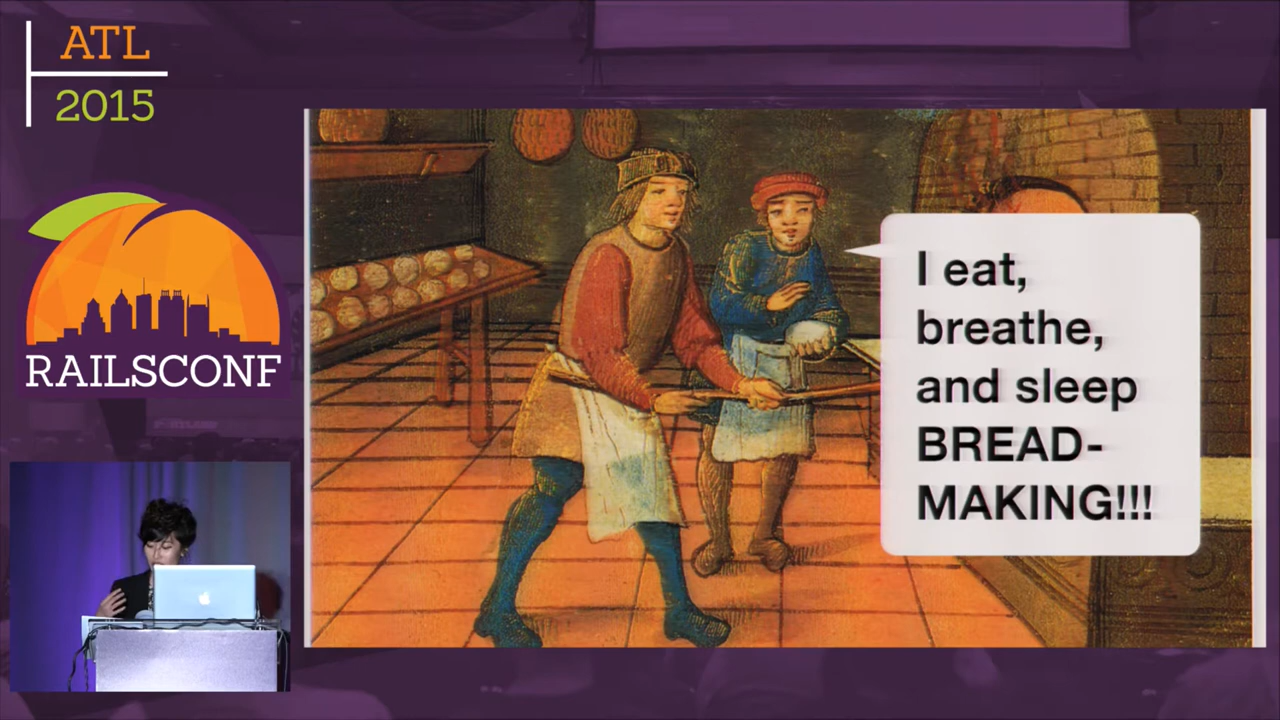 ATL
2015
RAILSCONF
I eat,
breathe,
and sleep
BREAD-
MAKING!!!